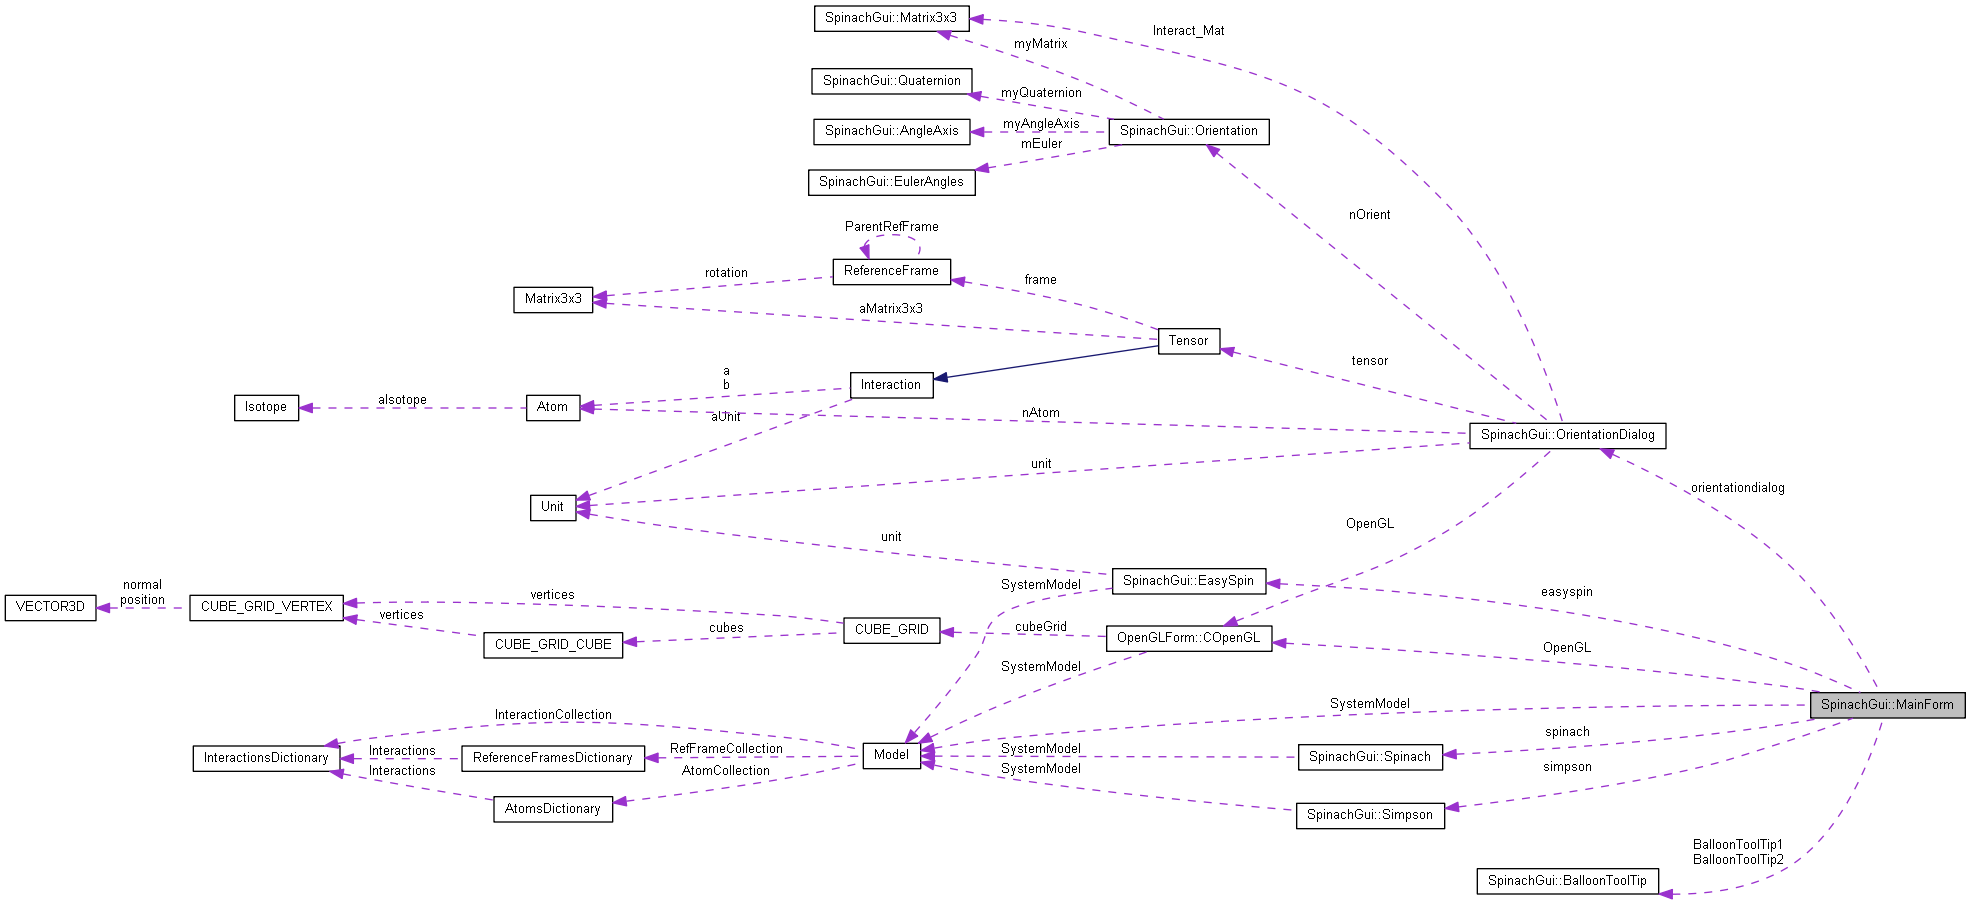 SpinachGui::Matrix3x3
Interact_Mat
myMatrix
SpinachGui::Quaternion
myQuaternion
SpinachGui::AngleAxis
myAngleAxis
SpinachGui::Orientation
mEuler
SpinachGui::EulerAngles
nOrient
ParentRefFrame
ReferenceFrame
rotation
frame
Matrix3x3
aMatrix3x3
Tensor
tensor
a
b
Interaction
Isotope
aIsotope
Atom
aUnit
nAtom
SpinachGui::OrientationDialog
unit
orientationdialog
Unit
OpenGL
unit
SpinachGui::EasySpin
SystemModel
easyspin
normal
position
VECTOR3D
CUBE_GRID_VERTEX
vertices
vertices
CUBE_GRID_CUBE
cubes
CUBE_GRID
cubeGrid
OpenGLForm::COpenGL
OpenGL
SystemModel
SpinachGui::MainForm
SystemModel
InteractionCollection
InteractionsDictionary
Interactions
ReferenceFramesDictionary
RefFrameCollection
Model
SystemModel
SpinachGui::Spinach
spinach
Interactions
AtomCollection
SystemModel
simpson
AtomsDictionary
SpinachGui::Simpson
BalloonToolTip1
BalloonToolTip2
SpinachGui::BalloonToolTip